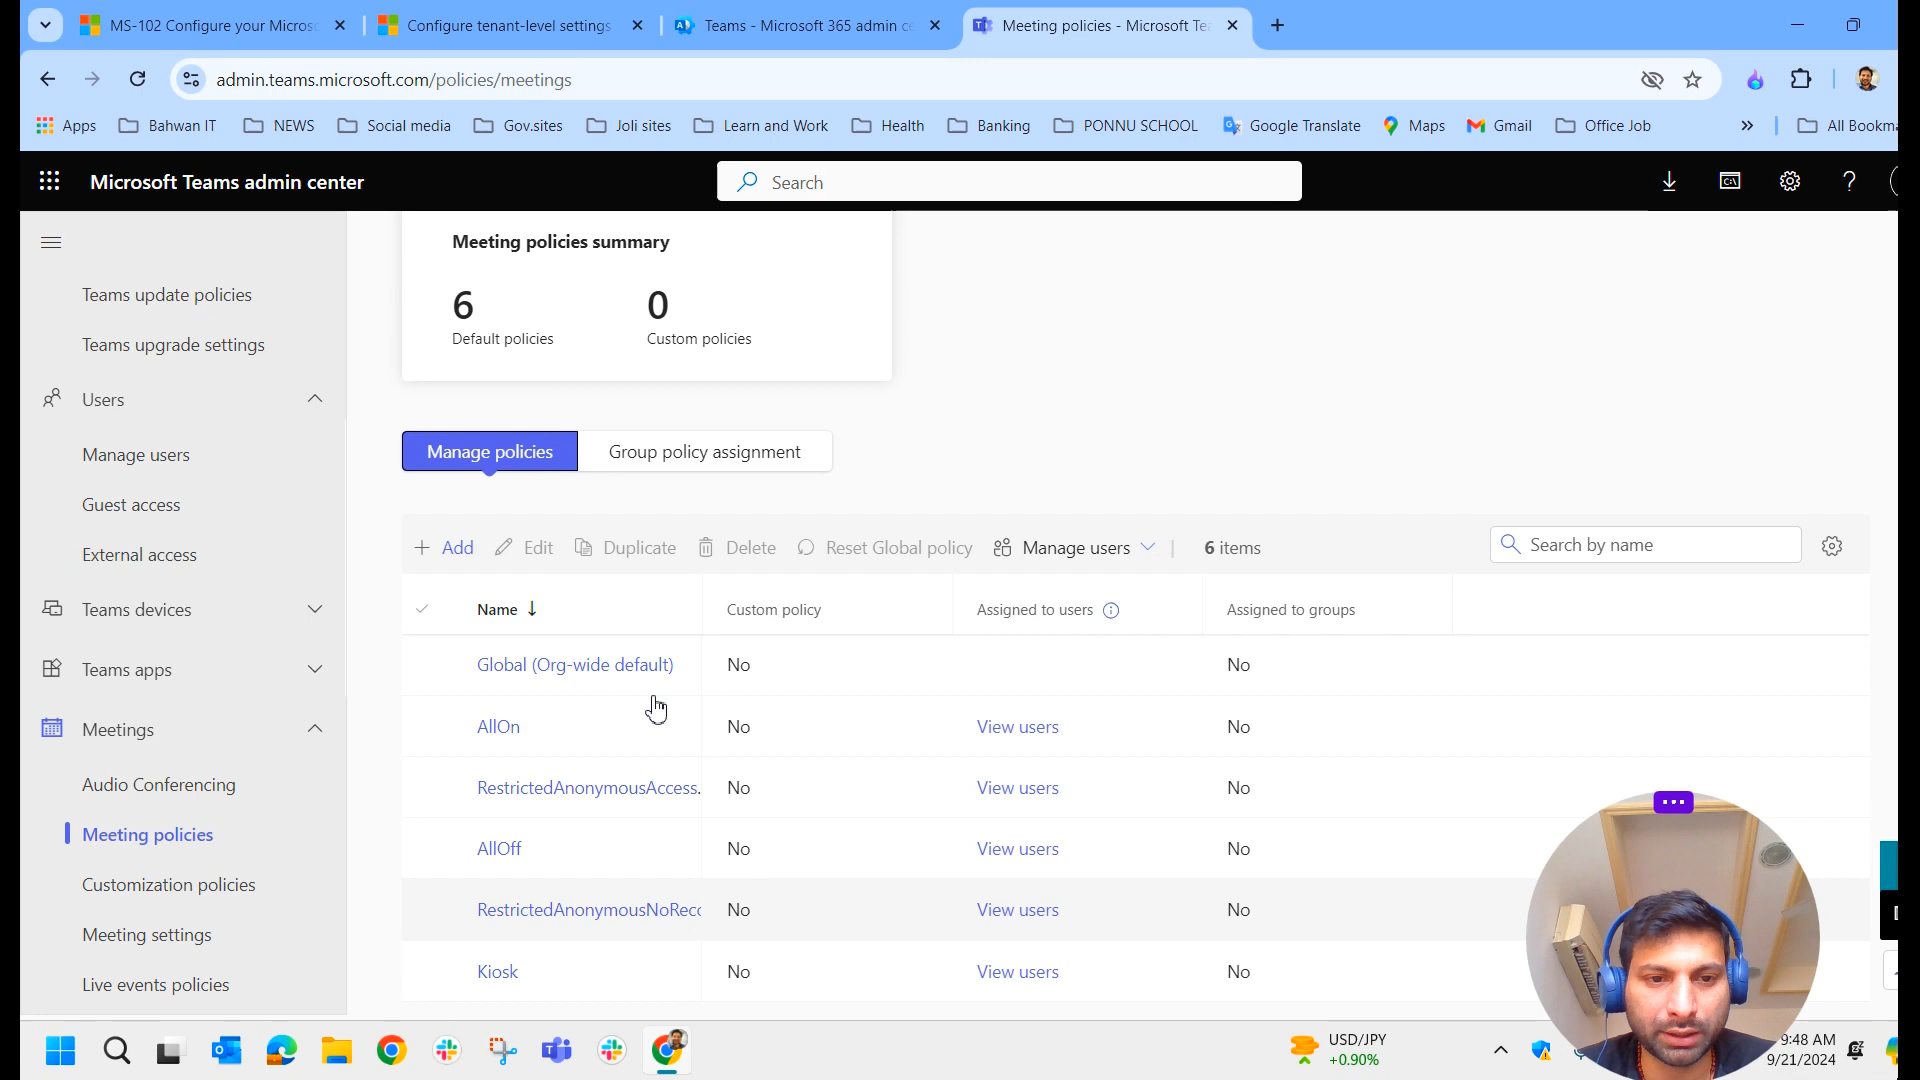 MS-102 Configure your Micros
Configure tenant-level settings
Teams - Microsoft 365 admin ce
Meeting policies - Microsoft Te
admin.teams.microsoft.com/policies/meetings
Apps
Bahwan IT
NEWS
Social media
Gov.sites
Joli sites
Learn and Work
Health
Banking
PONNU SCHOOL
Google Translate
Maps
Gmail
Office Job
»
All Bookma
Microsoft Teams admin center
Search
Teams update policies
Teams upgrade settings
Users
Manage users
Guest access
External access
Teams devices
Teams apps
Meetings
Audio Conferencing
Meeting policies
Customization policies
Meeting settings
Live events policies
Meeting policies summary
6 0
Default policies Custom policies
Manage policies Group policy assignment
+ Add Edit Duplicate Delete Reset Global policy Manage users | 6 items
Search by name
Name ↓ Custom policy Assigned to users Assigned to groups
Global (Org-wide default) No No
AllOn No View users No
RestrictedAnonymousAccess. No View users No
AllOff No View users No
RestrictedAnonymousNoRec No View users No
Kiosk No View users No
USD/JPY
+0.90%
9:48 AM
9/21/2024